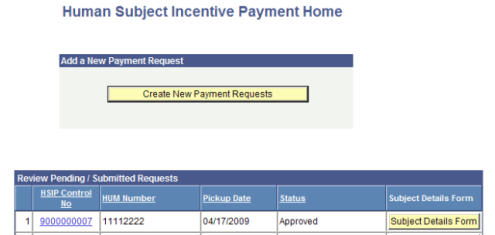 Human Subject Incentive Payment Home
Add a New Payment Request
Create New Payment Requests
Review Pending / Submitted Requests
HSIP Control No HUM Number Pickup Date Status Subject Details Form
1 9000000007 11112222 04/17/2009 Approved Subject Details Form